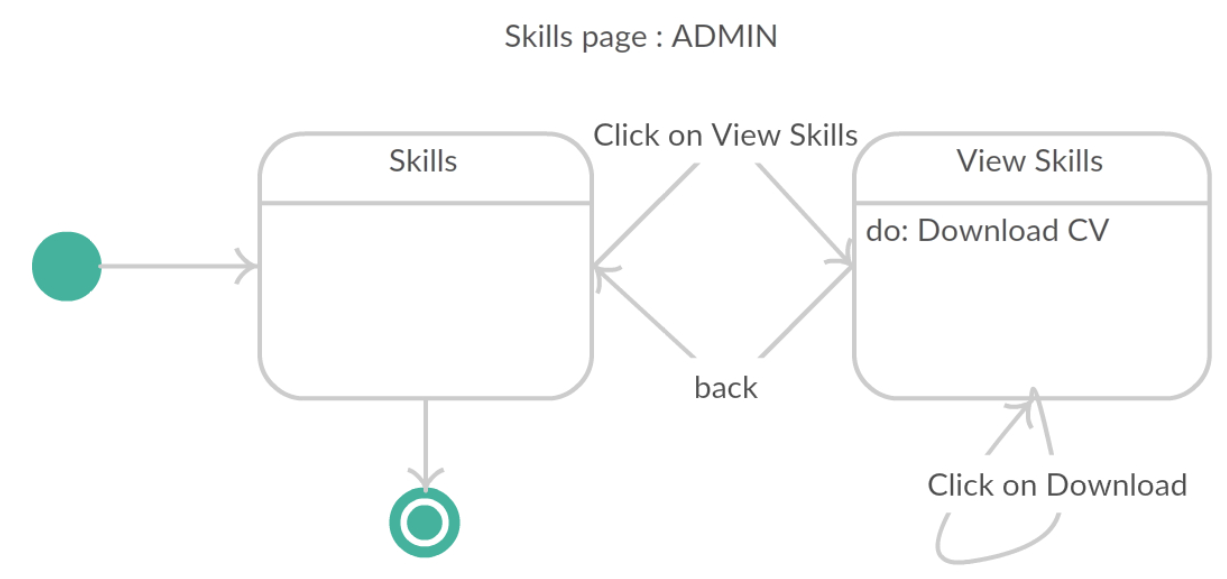 Skills page : ADMIN
Skills
Click on View Skills
View Skills
do: Download CV
back
Click on Download